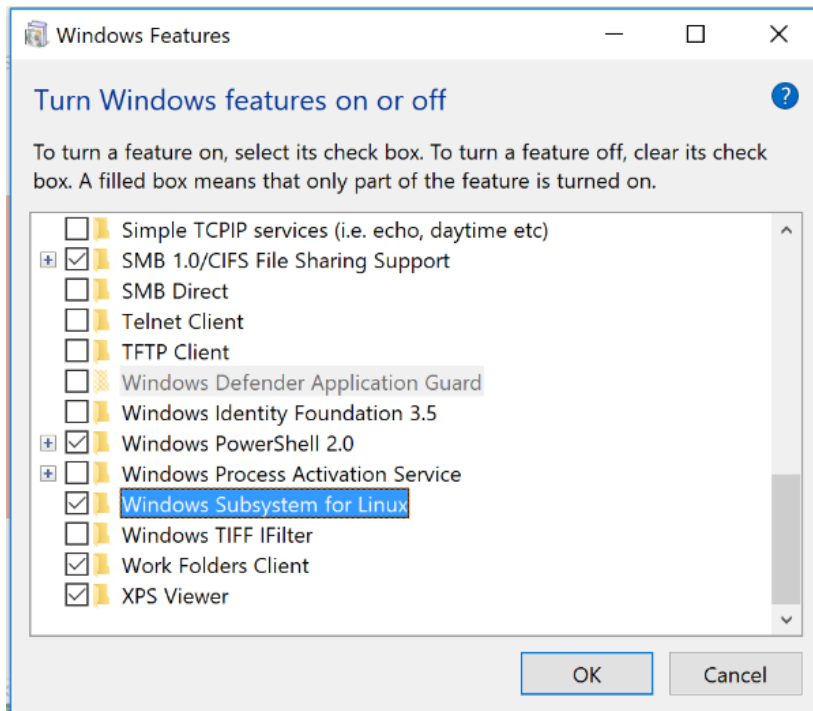 Windows Features
Turn Windows features on or off
?
To turn a feature on, select its check box. To turn a feature off, clear its check
box. A filled box means that only part of the feature is turned on.
Simple TCPIP services (i.e. echo, daytime etc)
SMB 1.0/CIFS File Sharing Support
SMB Direct
Telnet Client
TFTP Client
Windows Defender Application Guard
Windows Identity Foundation 3.5
Windows PowerShell 2.0
Windows Process Activation Service
Windows Subsystem for Linux
Windows TIFF IFilter
Work Folders Client
XPS Viewer
OK
Cancel